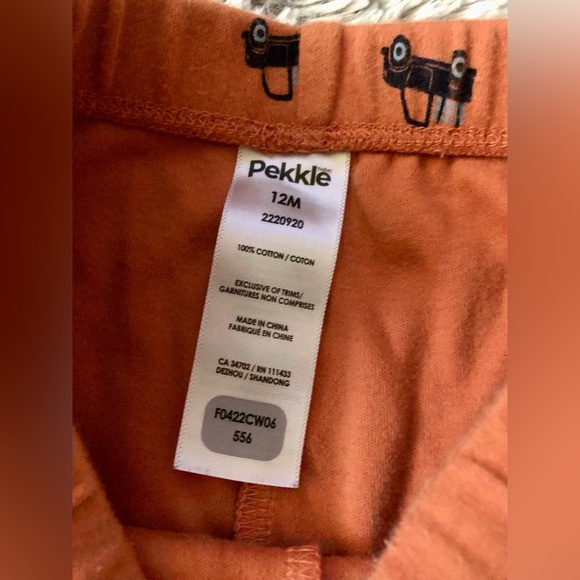 Pekkle
12M
2220920
100% COTTON / COTON
EXCLUSIVE OF TRIMS/
GARNITURES NON COMPRISES
MADE IN CHINA
FABRIQUÉ EN CHINE
CA 34702 / RN 111433
DEZHOU / SHANDONG
F0422CW06
556